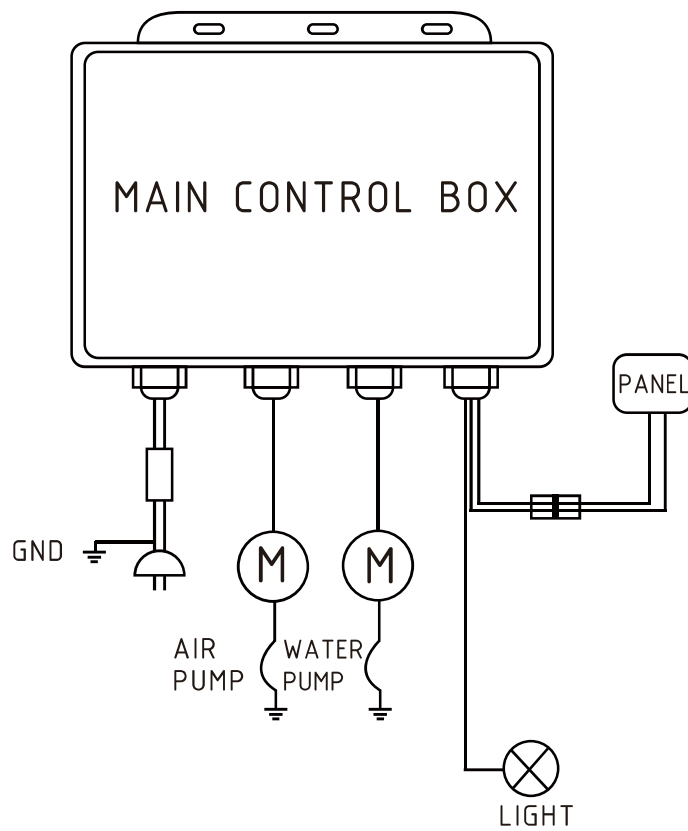 MAIN CONTROL BOX
PANEL
GND
M
M
AIR
PUMP
WATER
PUMP
LIGHT